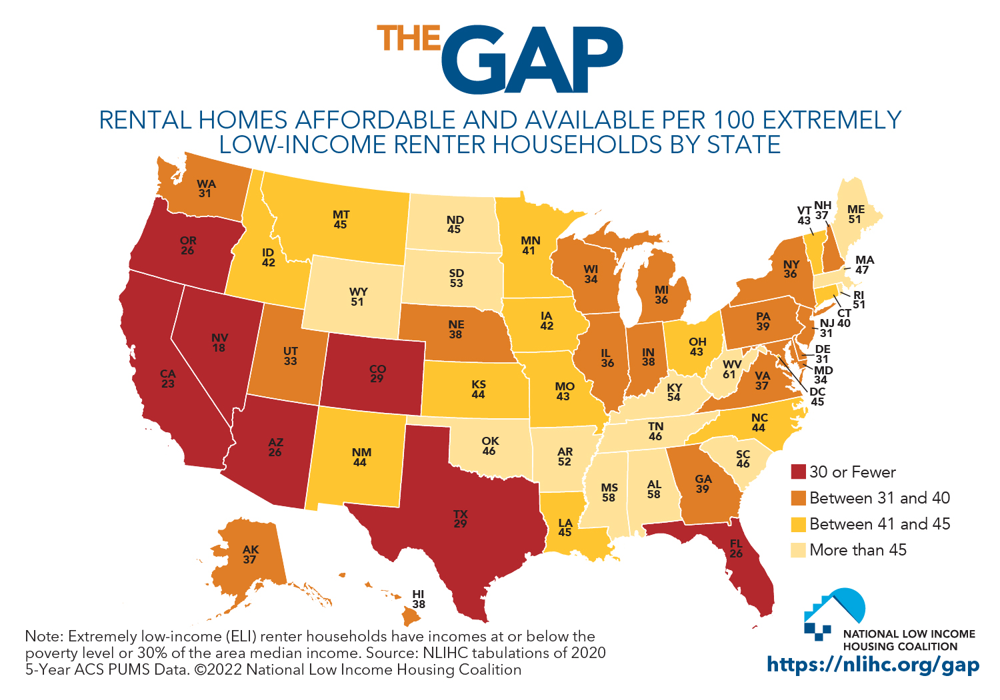 THE GAP
RENTAL HOMES AFFORDABLE AND AVAILABLE PER 100 EXTREMELY
LOW-INCOME RENTER HOUSEHOLDS BY STATE
WA
31
OR
26
CA
23
NV
18
ID
42
MT
45
WY
51
UT
33
CO
29
AZ
26
NM
44
ND
45
SD
53
NE
38
KS
44
OK
46
TX
29
MN
41
IA
42
MO
43
AR
52
LA
45
WI
34
IL
36
MI
36
IN
38
OH
43
KY
54
TN
46
MS
58
AL
58
GA
39
FL
26
SC
46
NC
44
VA
37
WV
61
PA
39
NY
36
VT
43
NH
37
ME
51
MA
47
RI
51
CT
40
NJ
31
DE
31
MD
34
DC
45
AK
37
HI
38
30 or Fewer
Between 31 and 40
Between 41 and 45
More than 45
Note: Extremely low-income (ELI) renter households have incomes at or below the
poverty level or 30% of the area median income. Source: NLIHC tabulations of 2020
5-Year ACS PUMS Data. ©2022 National Low Income Housing Coalition
NATIONAL LOW INCOME
HOUSING COALITION
https://nlihc.org/gap